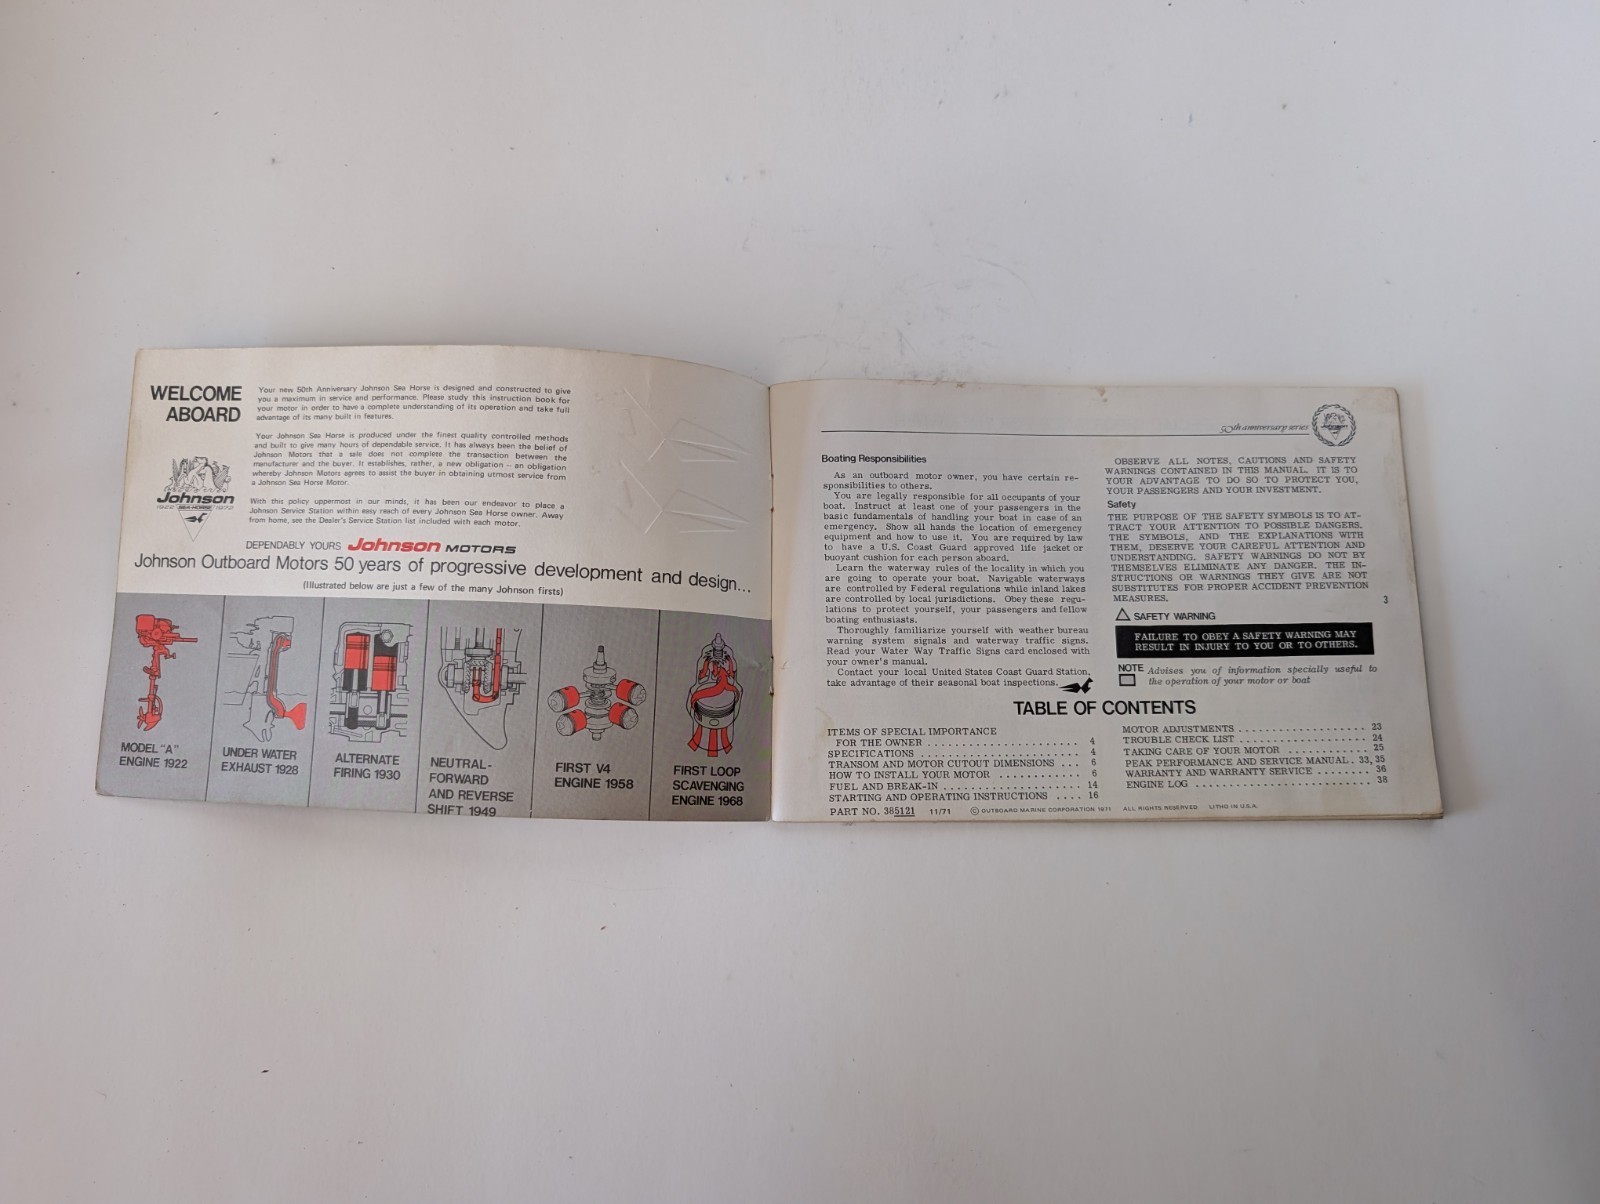 WELCOME
ABOARD
Your new 50th Anniversary Johnson Sea Horse is designed and constructed to give
you a maximum in service and performance. Please study this instruction book for
your motor in order to have a complete understanding of its operation and take full
advantage of its many built in features.
Your Johnson Sea Horse is produced under the finest quality controlled methods
and built to give many hours of dependable service. It has always been the belief of
Johnson Motors that a sale does not complete the transaction between the
manufacturer and the buyer. It establishes, rather, a new obligation – an obligation
whereby Johnson Motors agrees to assist the buyer in obtaining utmost service from
a Johnson Sea Horse Motor.
With this policy uppermost in our minds, it has been our endeavor to place a
Johnson Service Station within easy reach of every Johnson Sea Horse owner. Away
from home, see the Dealer's Service Station list included with each motor.
Johnson
1922 SEA-HORSE 1972
DEPENDABLY YOURS Johnson MOTORS
Johnson Outboard Motors 50 years of progressive development and design...
(Illustrated below are just a few of the many Johnson firsts)
MODEL "A"
ENGINE 1922
UNDER WATER
EXHAUST 1928
ALTERNATE
FIRING 1930
NEUTRAL-
FORWARD
AND REVERSE
SHIFT 1949
FIRST V4
ENGINE 1958
FIRST LOOP
SCAVENGING
ENGINE 1968
50th anniversary series
Boating Responsibilities
As an outboard motor owner, you have certain re-
sponsibilities to others.
You are legally responsible for all occupants of your
boat. Instruct at least one of your passengers in the
basic fundamentals of handling your boat in case of an
emergency. Show all hands the location of emergency
equipment and how to use it. You are required by law
to have a U.S. Coast Guard approved life jacket or
buoyant cushion for each person aboard.
Learn the waterway rules of the locality in which you
are going to operate your boat. Navigable waterways
are controlled by Federal regulations while inland lakes
are controlled by local jurisdictions. Obey these regu-
lations to protect yourself, your passengers and fellow
boating enthusiasts.
Thoroughly familiarize yourself with weather bureau
warning system signals and waterway traffic signs.
Read your Water Way Traffic Signs card enclosed with
your owner's manual.
Contact your local United States Coast Guard Station,
take advantage of their seasonal boat inspections.
OBSERVE ALL NOTES, CAUTIONS AND SAFETY
WARNINGS CONTAINED IN THIS MANUAL. IT IS TO
YOUR ADVANTAGE TO DO SO TO PROTECT YOU,
YOUR PASSENGERS AND YOUR INVESTMENT.
Safety
THE PURPOSE OF THE SAFETY SYMBOLS IS TO AT-
TRACT YOUR ATTENTION TO POSSIBLE DANGERS.
THE SYMBOLS, AND THE EXPLANATIONS WITH
THEM, DESERVE YOUR CAREFUL ATTENTION AND
UNDERSTANDING. SAFETY WARNINGS DO NOT BY
THEMSELVES ELIMINATE ANY DANGER. THE IN-
STRUCTIONS OR WARNINGS THEY GIVE ARE NOT
SUBSTITUTES FOR PROPER ACCIDENT PREVENTION
MEASURES.
3
SAFETY WARNING
FAILURE TO OBEY A SAFETY WARNING MAY
RESULT IN INJURY TO YOU OR TO OTHERS.
NOTE Advises you of information specially useful to
the operation of your motor or boat
TABLE OF CONTENTS
ITEMS OF SPECIAL IMPORTANCE
FOR THE OWNER . . . . . . . . . . . . . . . . . . . . . . . 4
SPECIFICATIONS . . . . . . . . . . . . . . . . . . . . . . . . 4
TRANSOM AND MOTOR CUTOUT DIMENSIONS . . . 6
HOW TO INSTALL YOUR MOTOR . . . . . . . . . . . . 6
FUEL AND BREAK-IN . . . . . . . . . . . . . . . . . . . . . 14
STARTING AND OPERATING INSTRUCTIONS . . . . 16
MOTOR ADJUSTMENTS . . . . . . . . . . . . . . . . . . . 23
TROUBLE CHECK LIST . . . . . . . . . . . . . . . . . . . 24
TAKING CARE OF YOUR MOTOR . . . . . . . . . . . . 25
PEAK PERFORMANCE AND SERVICE MANUAL . 33, 35
WARRANTY AND WARRANTY SERVICE . . . . . . . . 36
ENGINE LOG . . . . . . . . . . . . . . . . . . . . . . . . . . . 38
PART NO. 385121 11/71 © OUTBOARD MARINE CORPORATION 1971 ALL RIGHTS RESERVED LITHO IN U.S.A.